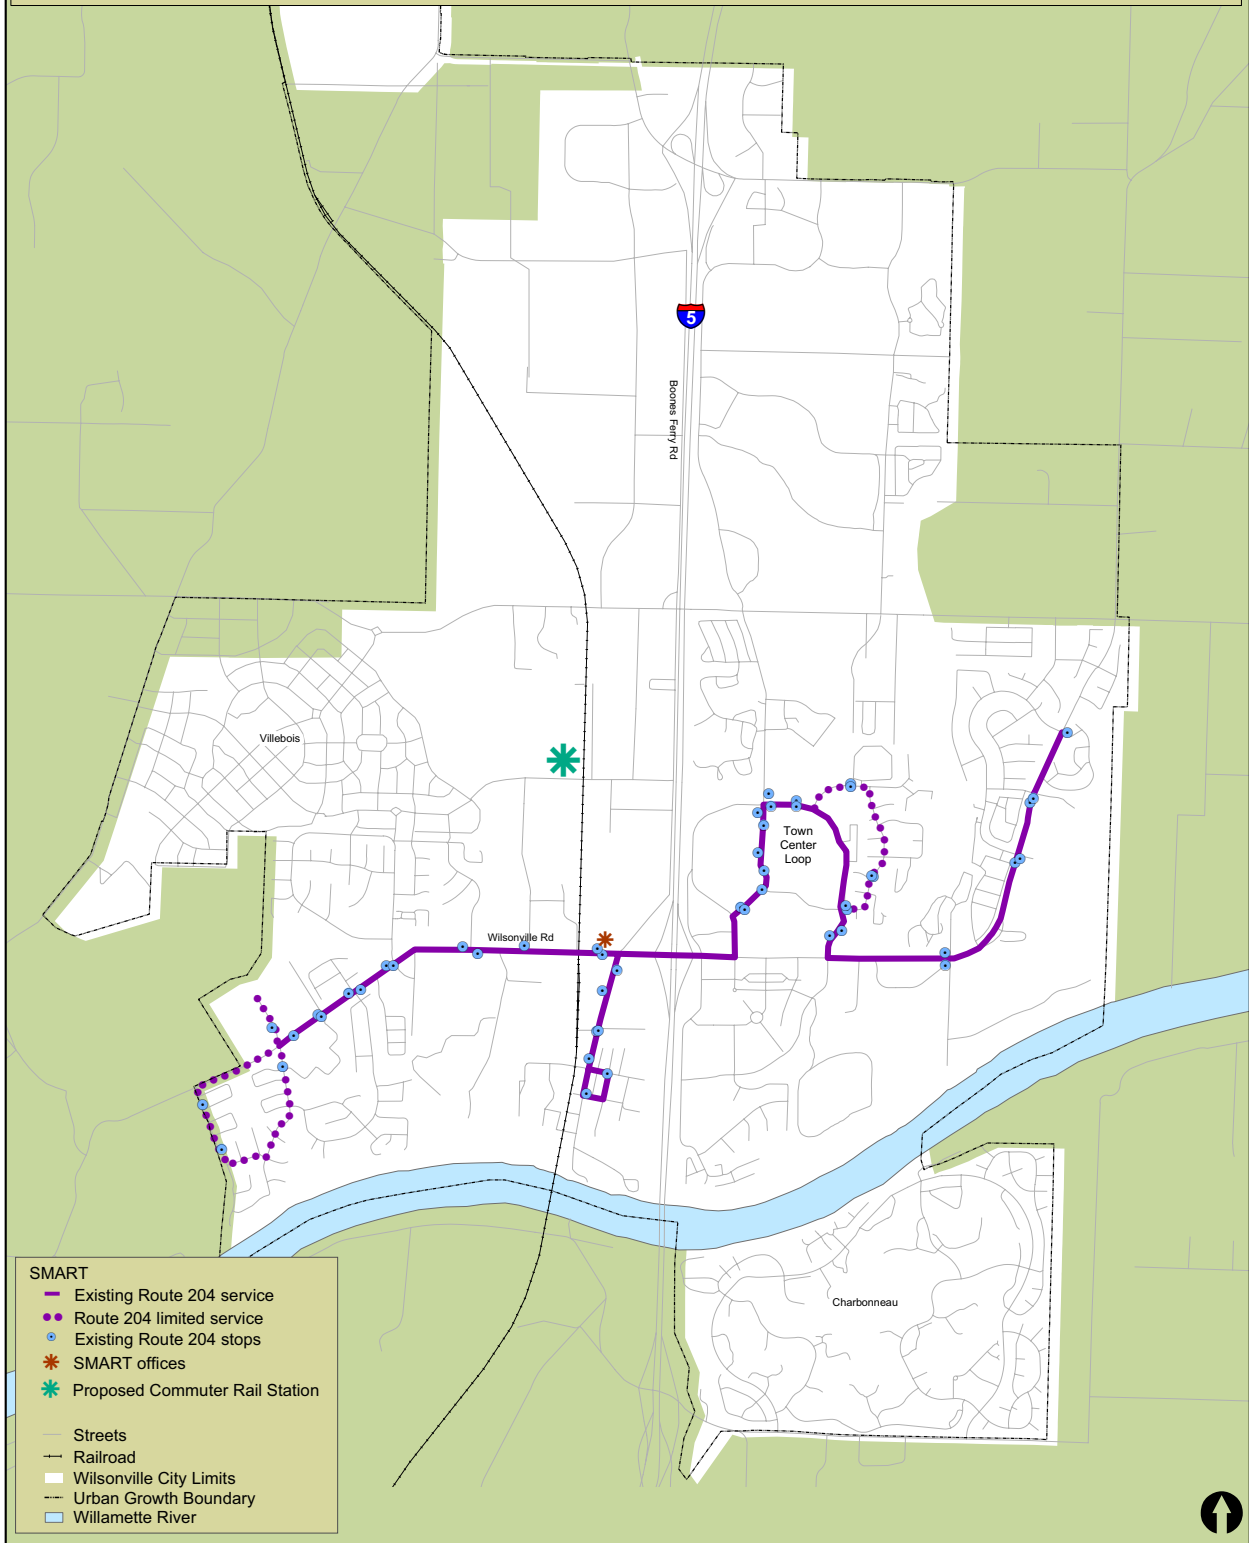 5
Boones Ferry Rd
Villebois
Town
Center
Loop
Wilsonville Rd
Charbonneau
SMART
Existing Route 204 service
Route 204 limited service
Existing Route 204 stops
SMART offices
Proposed Commuter Rail Station
Streets
Railroad
Wilsonville City Limits
Urban Growth Boundary
Willamette River